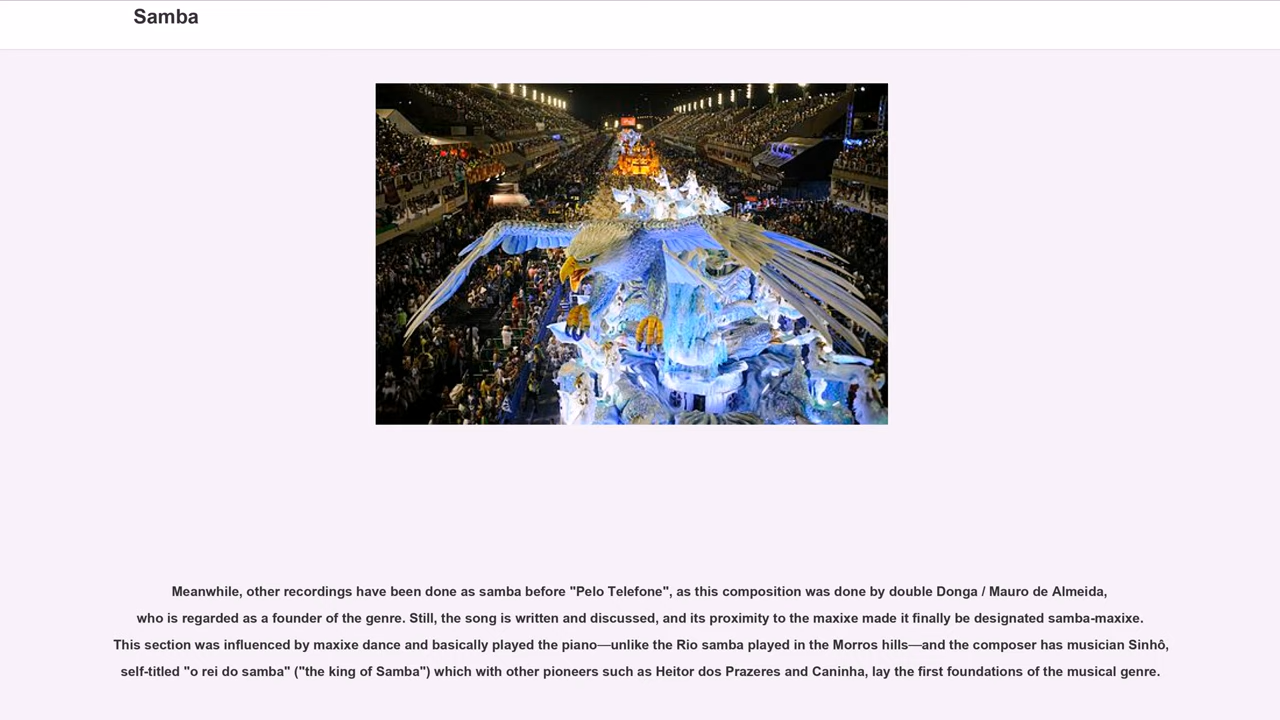 Samba
Meanwhile, other recordings have been done as samba before "Pelo Telefone", as this composition was done by double Donga / Mauro de Almeida,
who is regarded as a founder of the genre. Still, the song is written and discussed, and its proximity to the maxixe made it finally be designated samba-maxixe.
This section was influenced by maxixe dance and basically played the piano—unlike the Rio samba played in the Morros hills—and the composer has musician Sinhô,
self-titled "o rei do samba" ("the king of Samba") which with other pioneers such as Heitor dos Prazeres and Caninha, lay the first foundations of the musical genre.